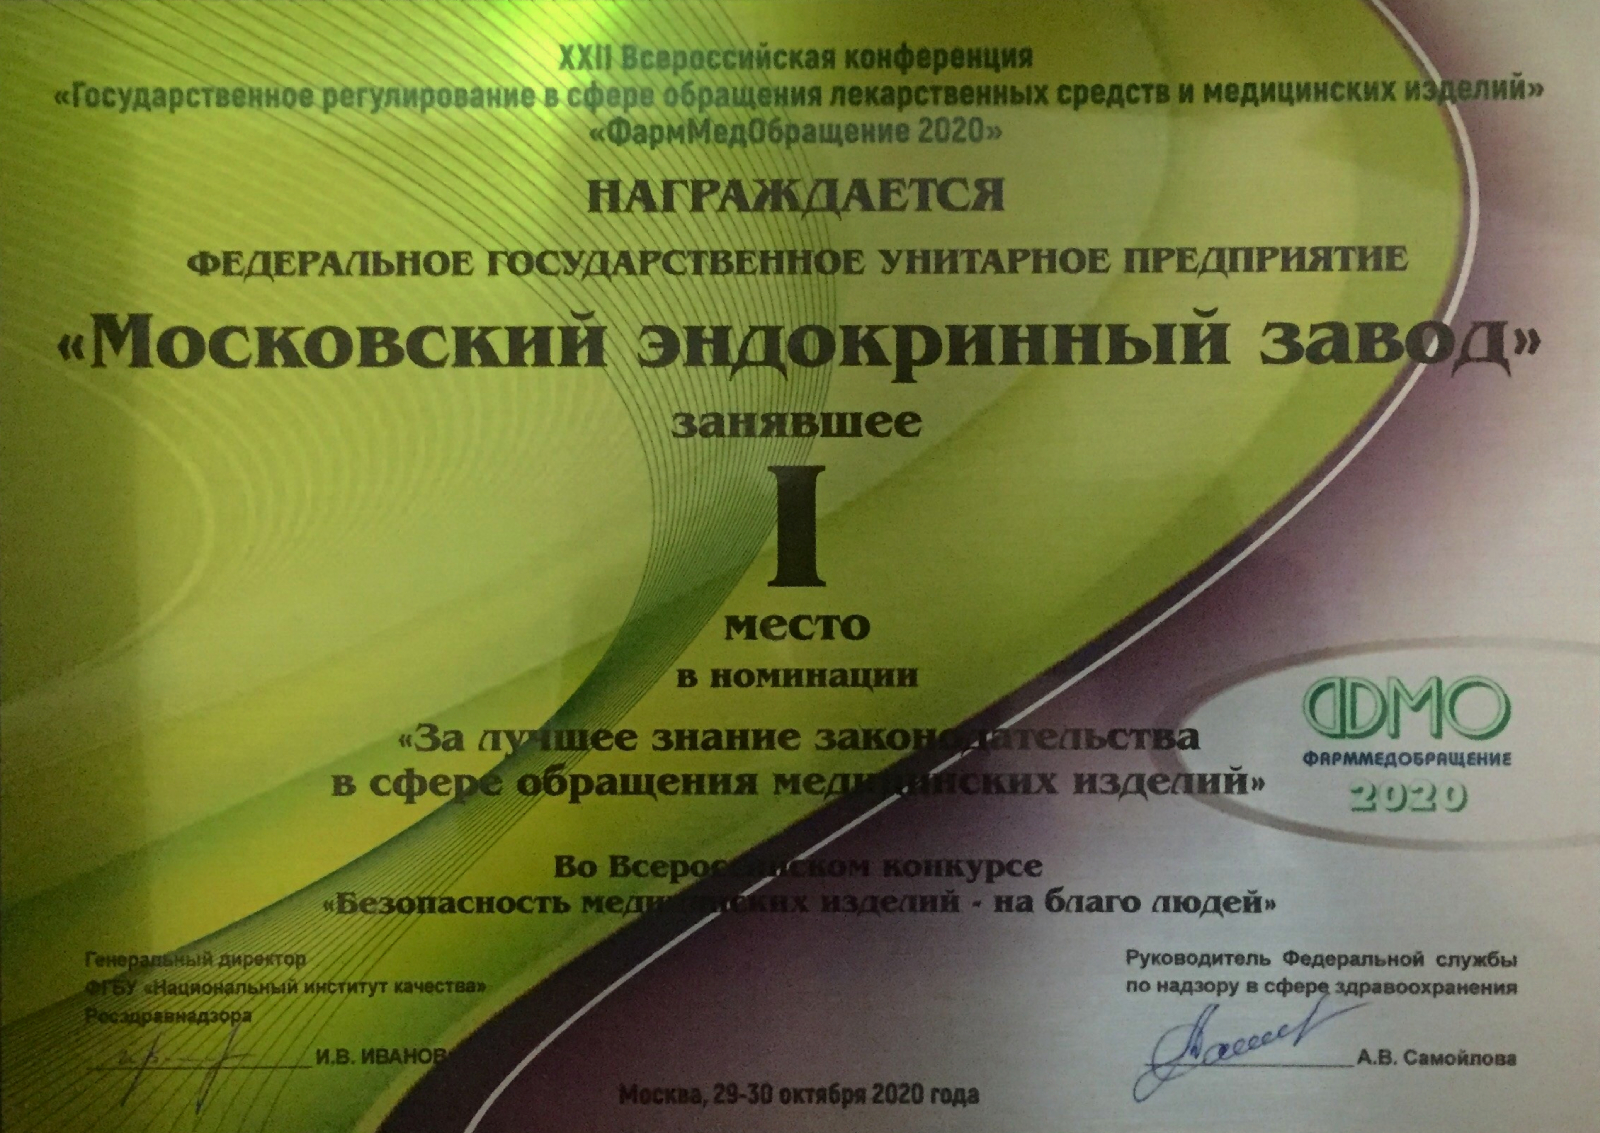 XXII Всероссийская конференция
«Государственное регулирование в сфере обращения лекарственных средств и медицинских изделий»
«ФармМедОбращение 2020»
НАГРАЖДАЕТСЯ
ФЕДЕРАЛЬНОЕ ГОСУДАРСТВЕННОЕ УНИТАРНОЕ ПРЕДПРИЯТИЕ
«Московский эндокринный завод»
занявшее
I
место
в номинации
«За лучшее знание законодательства
в сфере обращения медицинских изделий»
ФДМО
ФАРММЕДОБРАЩЕНИЕ
2020
Во Всероссийском конкурсе
«Безопасность медицинских изделий - на благо людей»
Генеральный директор
ФГБУ «Национальный институт качества»
Росздравнадзора
И.В. ИВАНОВ
Руководитель Федеральной службы
по надзору в сфере здравоохранения
А.В. Самойлова
Москва, 29-30 октября 2020 года